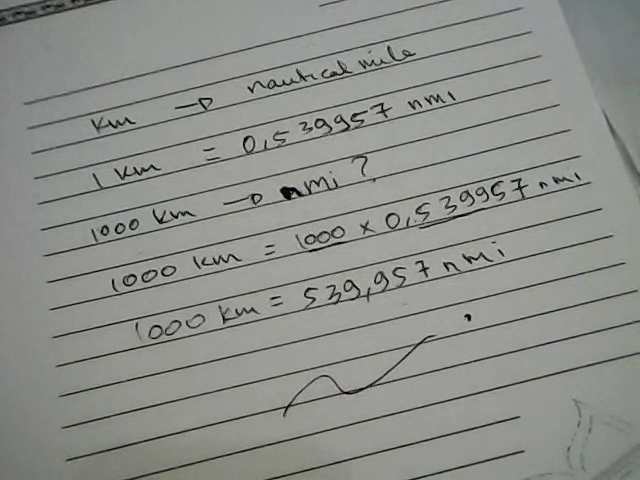 km → nautical mile
1 km = 0,539957 nmi
1000 km → nmi ?
1000 km = 1000 x 0,539957 nmi
1000 km = 539,957 nmi